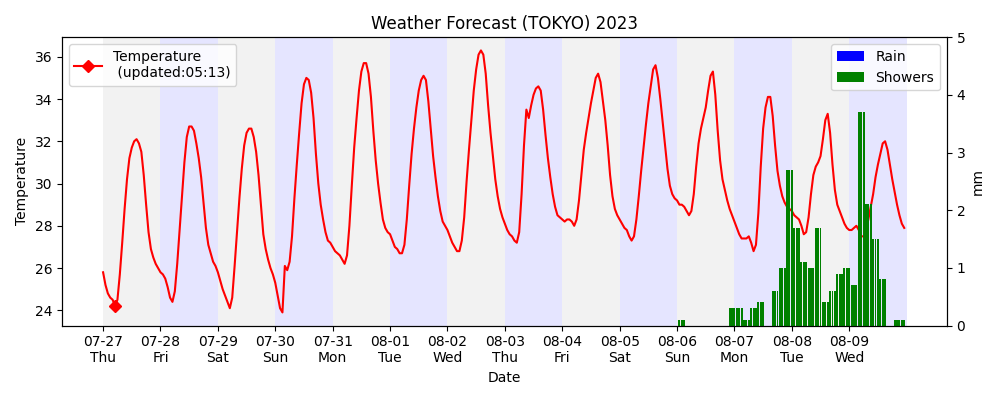 Weather Forecast (TOKYO) 2023
Temperature
(updated:05:13)
Rain
Showers
Temperature
36
34
32
30
28
26
24
5
4
3
2
1
0
mm
07-27 07-28 07-29 07-30 07-31 08-01 08-02 08-03 08-04 08-05 08-06 08-07 08-08 08-09
Thu Fri Sat Sun Mon Tue Wed Thu Fri Sat Sun Mon Tue Wed
Date